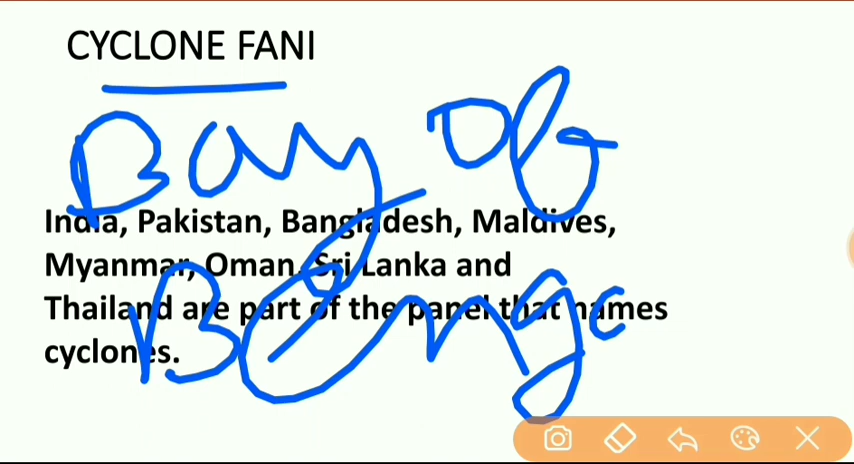 CYCLONE FANI
Bay of
India, Pakistan, Bangladesh, Maldives,
Myanmar, Oman, Sri Lanka and
Thailand are part of the panel that names
cyclones.